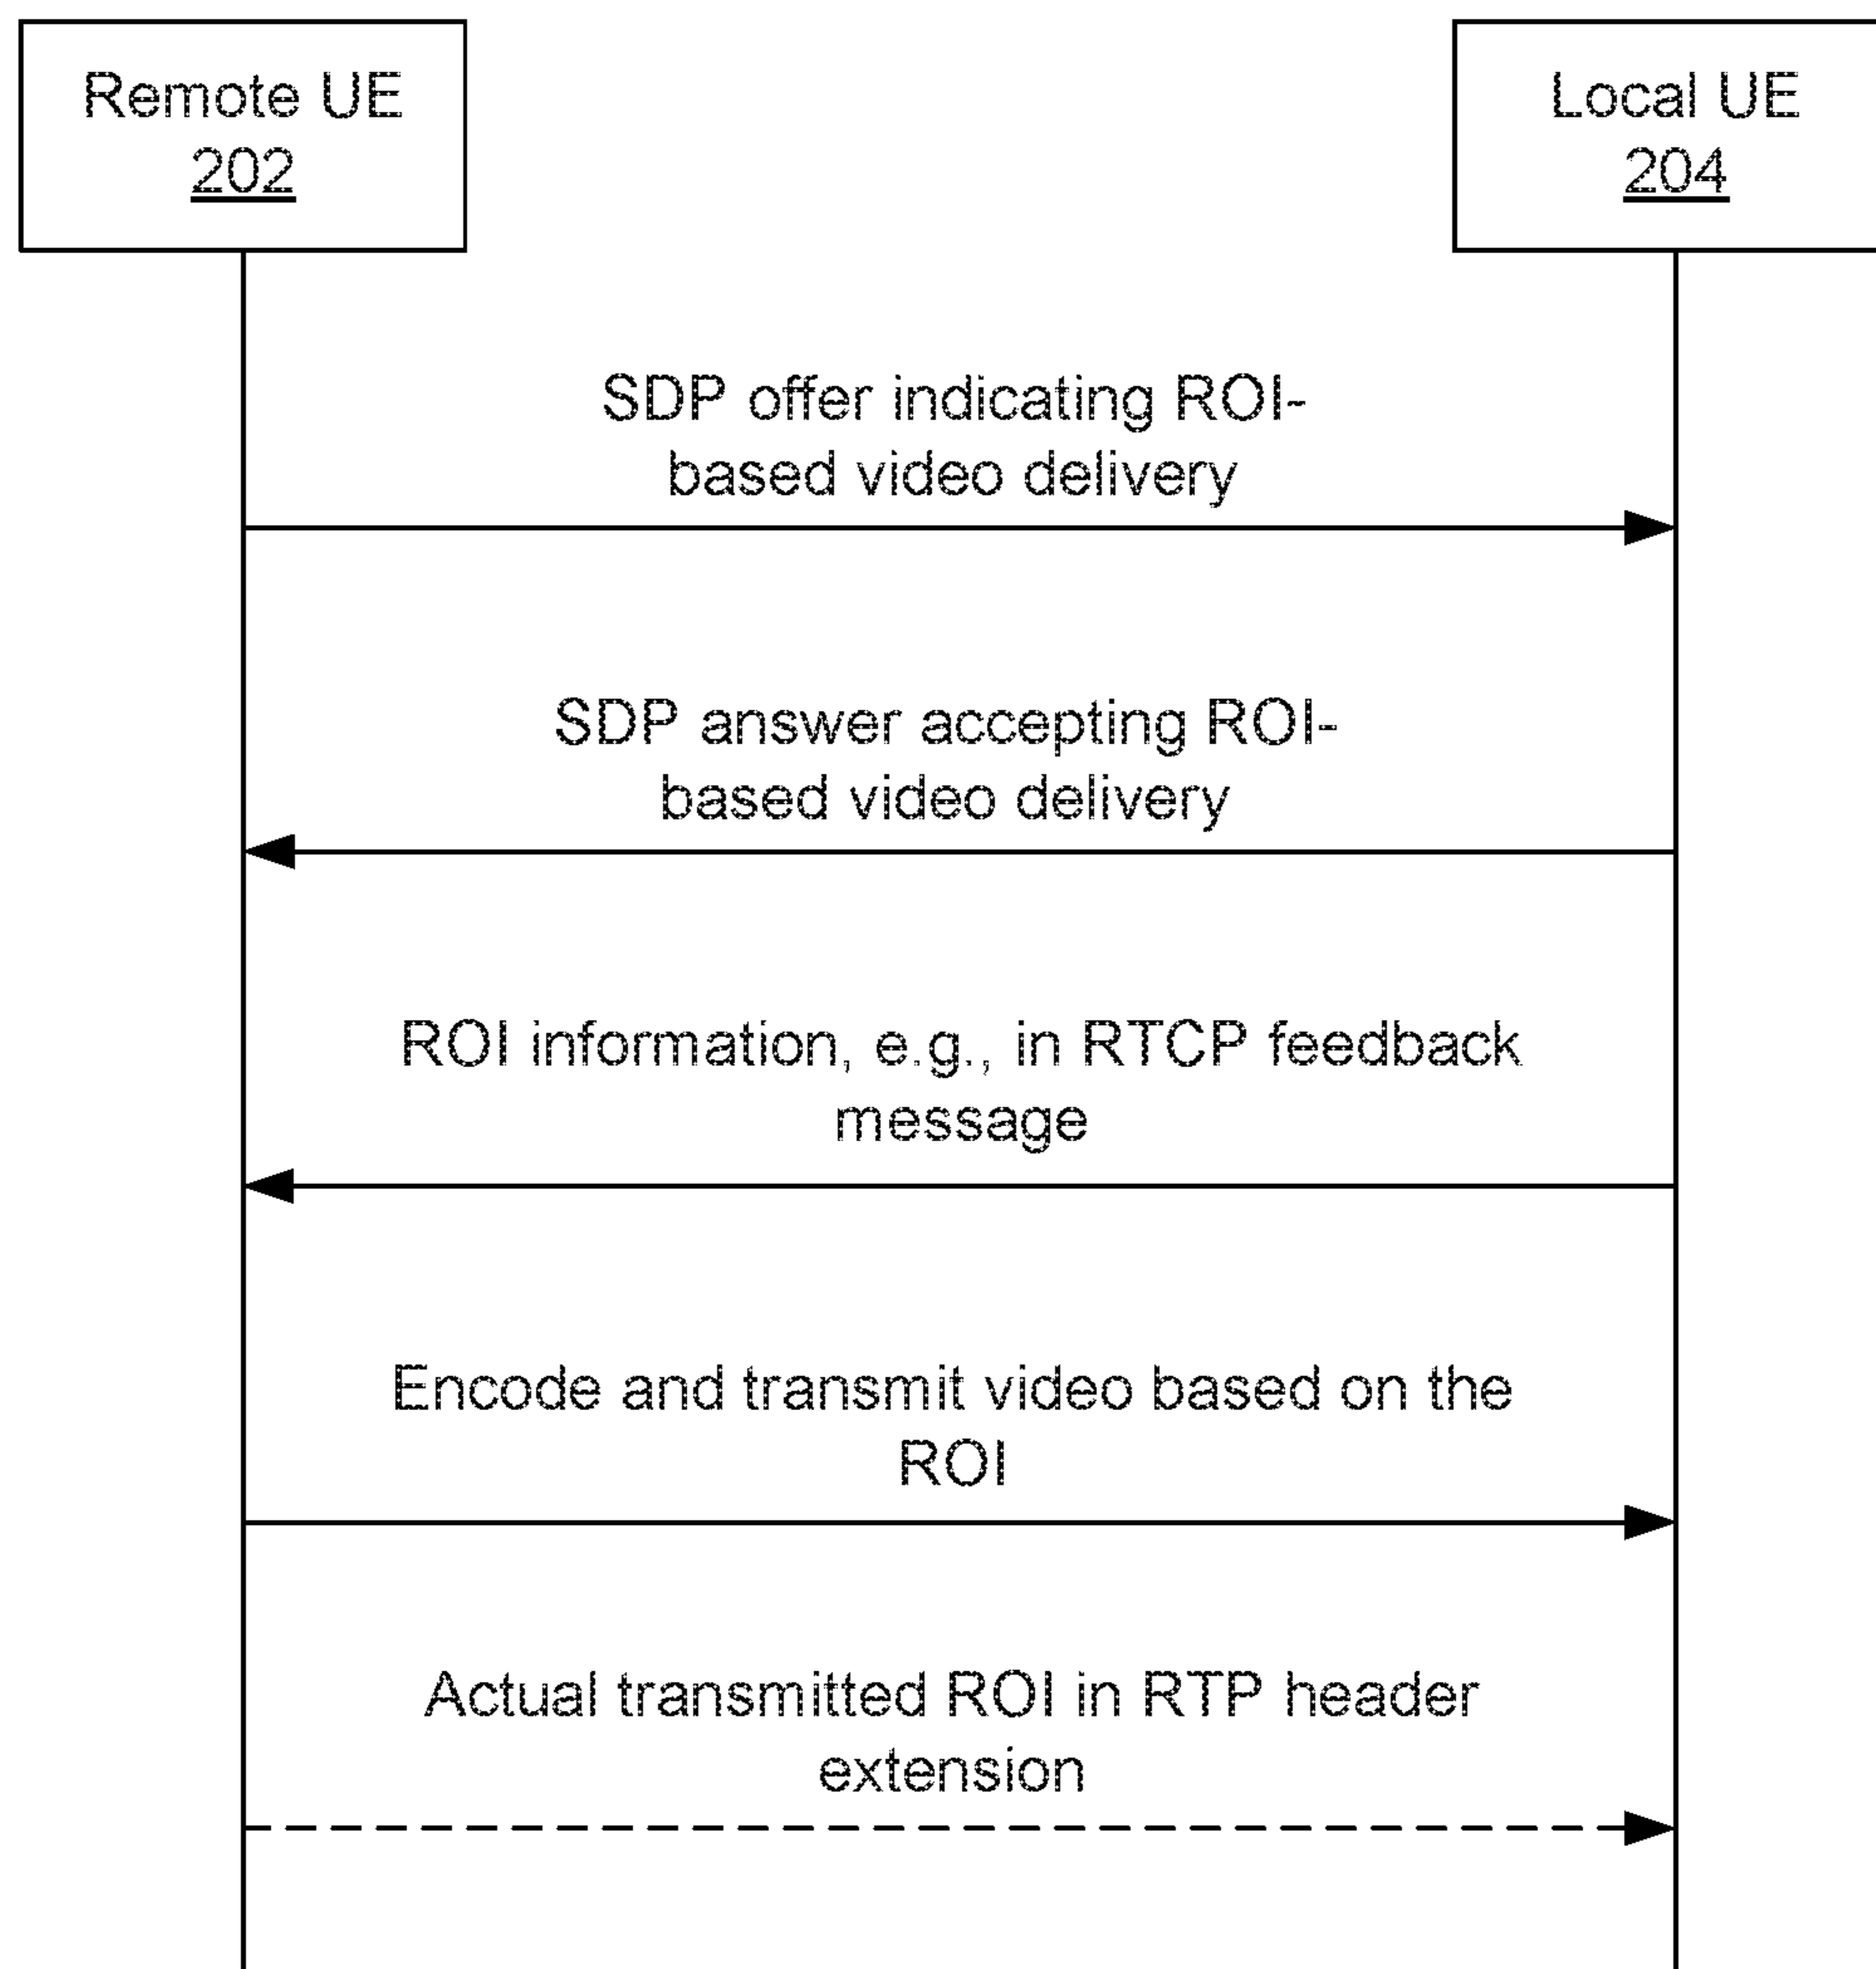 Remote UE
202
Local UE
204
SDP offer indicating ROI-
based video delivery
SDP answer accepting ROI-
based video delivery
ROI information, e.g., in RTCP feedback
message
Encode and transmit video based on the
ROI
Actual transmitted ROI in RTP header
extension